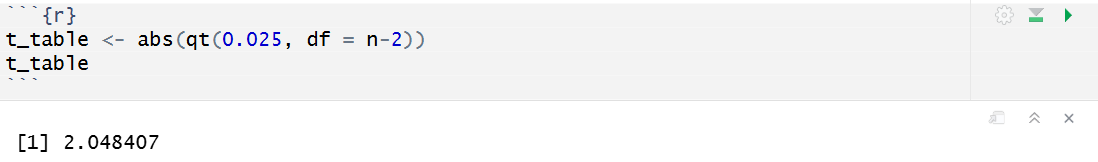 ```{r}
t_table <- abs(qt(0.025, df = n-2))
t_table
```
[1] 2.048407